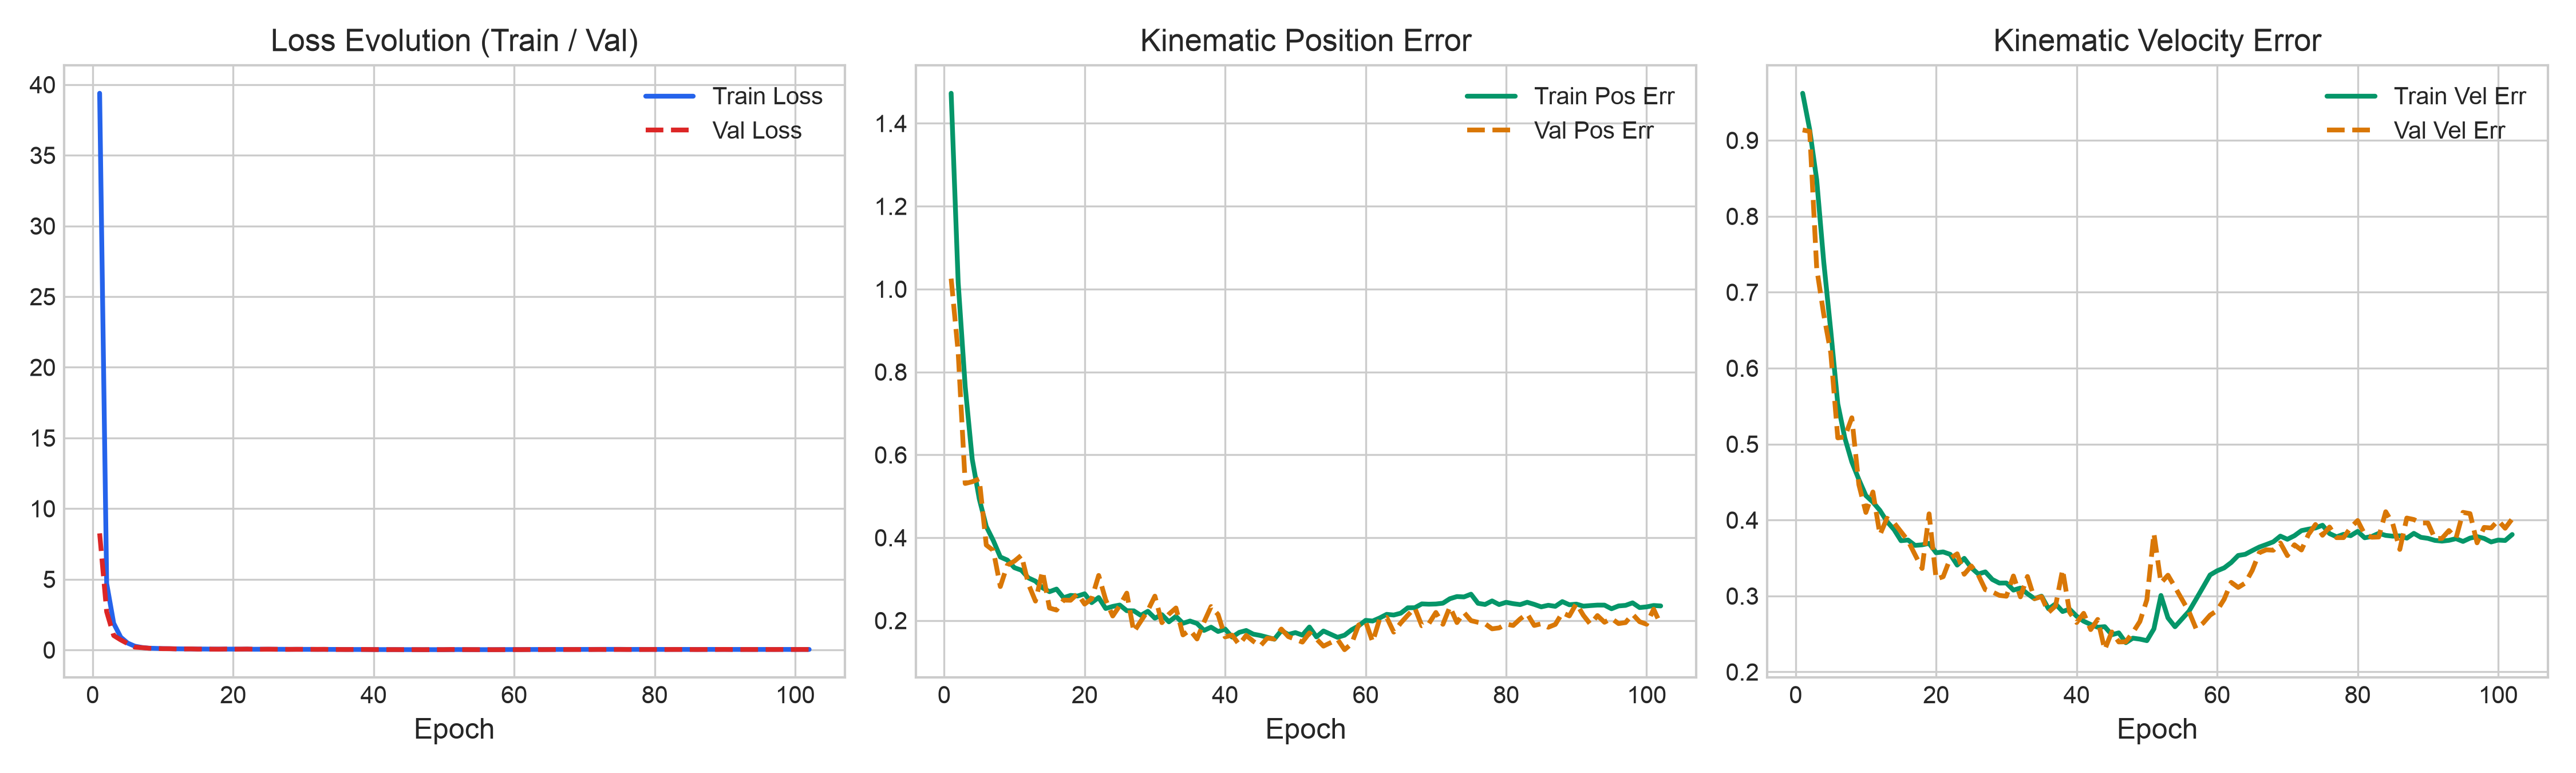 Loss Evolution (Train / Val)
40
35
30
25
20
15
10
5
0
Train Loss
Val Loss
0 20 40 60 80 100
Epoch
Kinematic Position Error
1.4
1.2
1.0
0.8
0.6
0.4
0.2
Train Pos Err
Val Pos Err
0 20 40 60 80 100
Epoch
Kinematic Velocity Error
0.9
0.8
0.7
0.6
0.5
0.4
0.3
0.2
Train Vel Err
Val Vel Err
0 20 40 60 80 100
Epoch